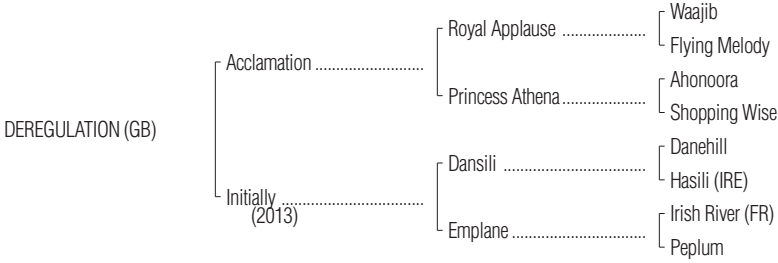 Waajib
Royal Applause ......................
Flying Melody
Acclamation ..........................
Ahonoora
Princess Athena.....................
Shopping Wise
DEREGULATION (GB)
Danehill
Dansili ...................................
Hasili (IRE)
Initially ...................................
(2013)
Irish River (FR)
Emplane.................................
Peplum